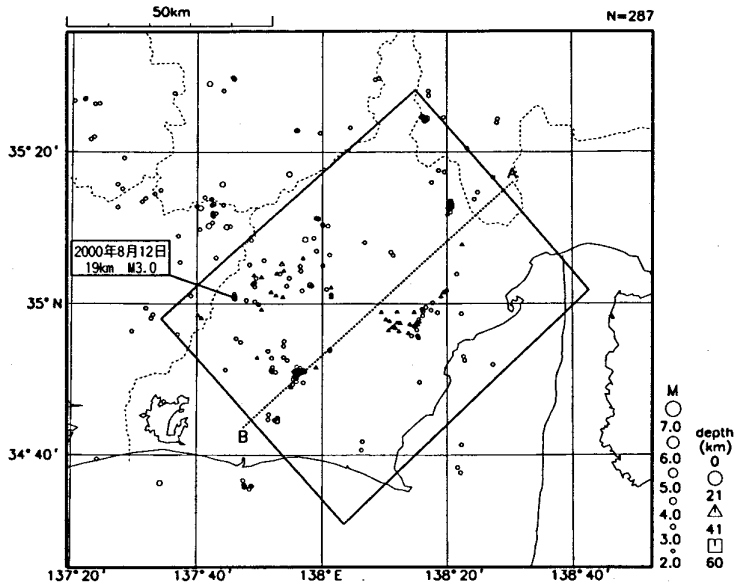 50km
N=287
35°20′
35°N
34°40′
2000年8月12日
19km M3.0
A
B
137°20′
137°40′
138°E
138°20′
138°40′
M
7.0
6.0
5.0
4.0
3.0
2.0
depth
(km)
0
21
41
60